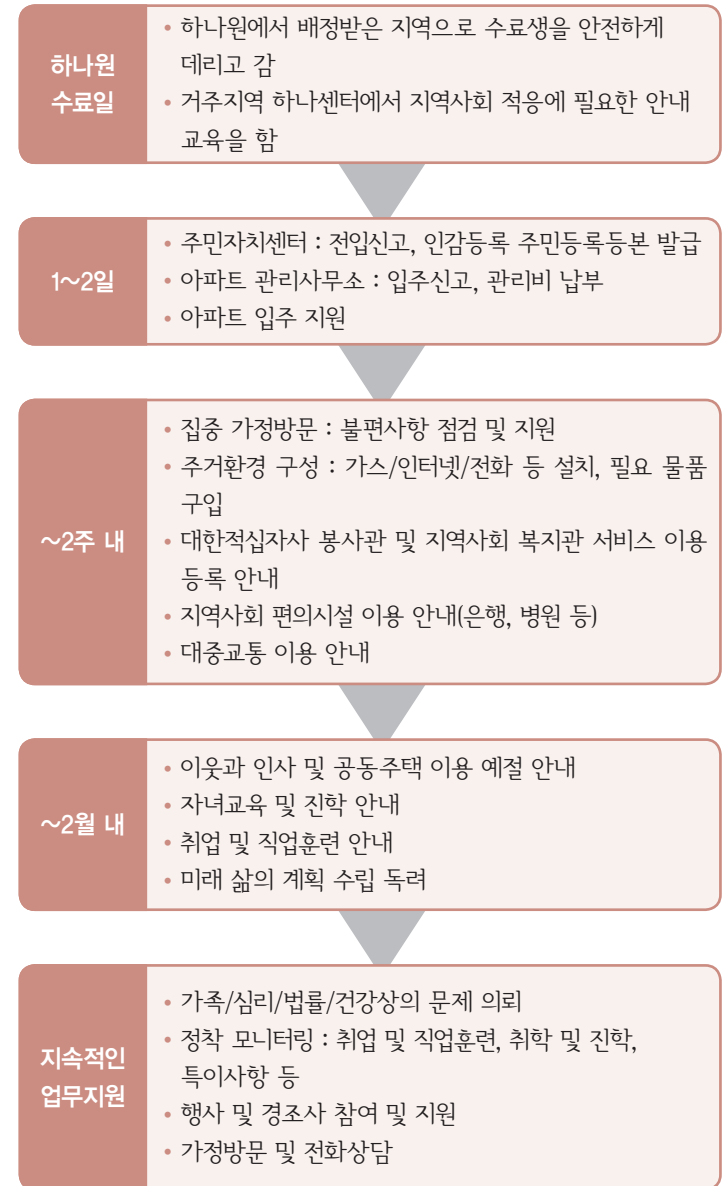 하나원
수료일
• 하나원에서 배정받은 지역으로 수료생을 안전하게
데리고 감
• 거주지역 하나센터에서 지역사회 적응에 필요한 안내
교육을 함
1~2일
• 주민자치센터 : 전입신고, 인감등록 주민등록등본 발급
• 아파트 관리사무소 : 입주신고, 관리비 납부
• 아파트 입주 지원
~2주 내
• 집중 가정방문 : 불편사항 점검 및 지원
• 주거환경 구성 : 가스/인터넷/전화 등 설치, 필요 물품
구입
• 대한적십자사 봉사관 및 지역사회 복지관 서비스 이용
등록 안내
• 지역사회 편의시설 이용 안내(은행, 병원 등)
• 대중교통 이용 안내
~2월 내
• 이웃과 인사 및 공동주택 이용 예절 안내
• 자녀교육 및 진학 안내
• 취업 및 직업훈련 안내
• 미래 삶의 계획 수립 독려
지속적인
업무지원
• 가족/심리/법률/건강상의 문제 의뢰
• 정착 모니터링 : 취업 및 직업훈련, 취학 및 진학,
특이사항 등
• 행사 및 경조사 참여 및 지원
• 가정방문 및 전화상담